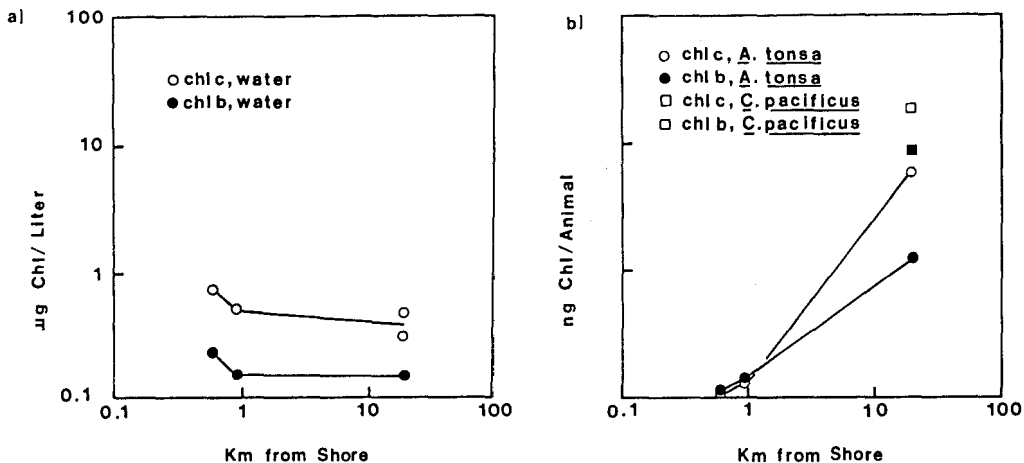 a)
100
10
1
0.1
µg Chl/Liter
○ chl c, water
● chl b, water
0.1 1 10 100
Km from Shore
b)
ng Chl/Animal
○ chl c, A. tonsa
● chl b, A. tonsa
□ chl c, C. pacificus
□ chl b, C. pacificus
0.1 1 10 100
Km from Shore